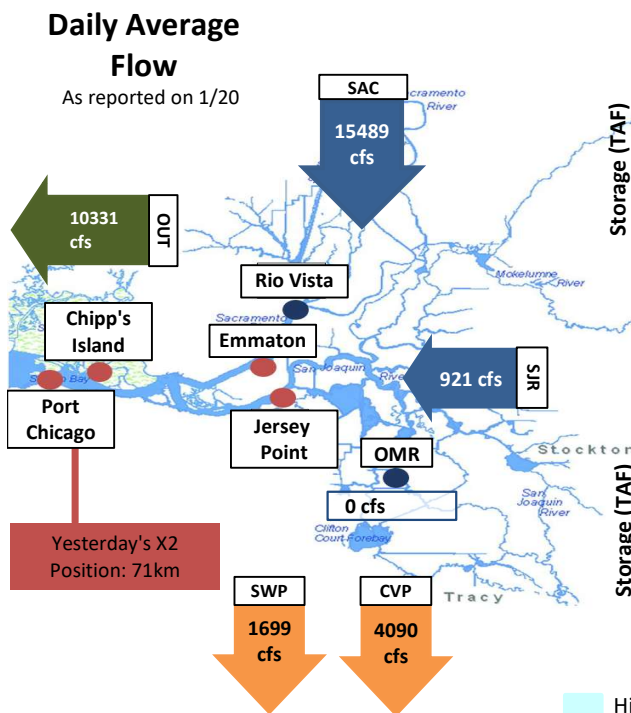 Daily Average
Flow
As reported on 1/20
SAC
Sacramento
River
15489
cfs
Storage (TAF)
10331
cfs
OUT
Mokelumne
River
Rio Vista
Sacramento
Chipp's
Island
Emmaton
San Joaquin
River
921 cfs
SJR
Port
Chicago
Jersey
Point
OMR
Stockton
0 cfs
San
Joaquin
River
Clifton
Court Forebay
Storage (TAF)
Yesterday's X2
Position: 71km
SWP
CVP
Tracy
1699
cfs
4090
cfs